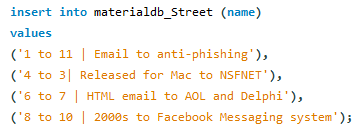 insert into materialdb_Street (name)
values
('1 to 11 | Email to anti-phishing'),
('4 to 3| Released for Mac to NSFNET'),
('6 to 7 | HTML email to AOL and Delphi'),
('8 to 10 | 2000s to Facebook Messaging system');